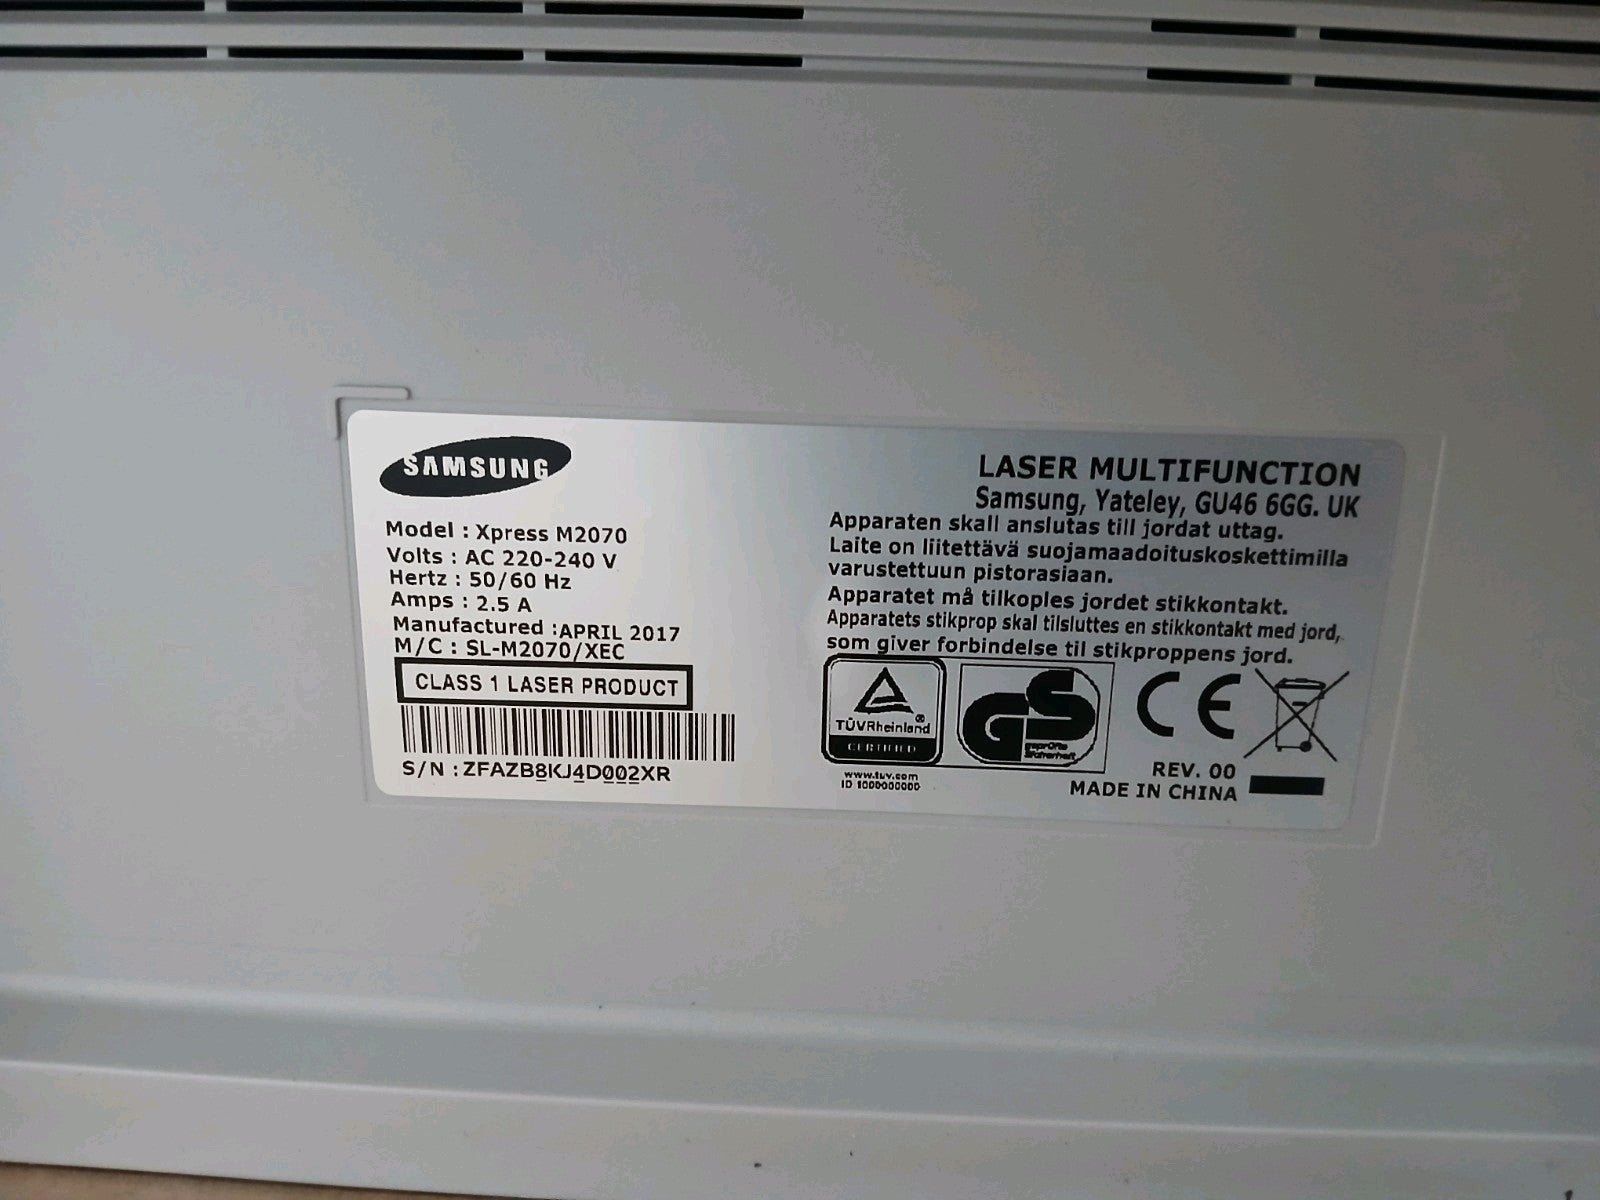 SAMSUNG
Model : Xpress M2070
Volts : AC 220-240 V
Hertz : 50/60 Hz
Amps : 2.5 A
Manufactured :APRIL 2017
M/C : SL-M2070/XEC
CLASS 1 LASER PRODUCT
S/N : ZFAZB8KJ4D002XR
LASER MULTIFUNCTION
Samsung, Yateley, GU46 6GG. UK
Apparaten skall anslutas till jordat uttag.
Laite on liitettävä suojamaadoituskoskettimilla
varustettuun pistorasiaan.
Apparatet må tilkoples jordet stikkontakt.
Apparatets stikprop skal tilsluttes en stikkontakt med jord,
som giver forbindelse til stikproppens jord.
TÜVRheinland®
CERTIFIED
www.tuv.com
ID 1000000000
GS
geprüfte
Sicherheit
CE
REV. 00
MADE IN CHINA